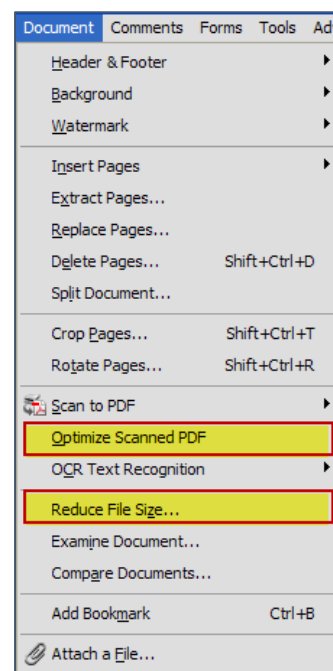 Document Comments Forms Tools Ad
Header & Footer
Background
Watermark
Insert Pages
Extract Pages...
Replace Pages...
Delete Pages... Shift+Ctrl+D
Split Document...
Crop Pages... Shift+Ctrl+T
Rotate Pages... Shift+Ctrl+R
Scan to PDF
Optimize Scanned PDF
OCR Text Recognition
Reduce File Size...
Examine Document...
Compare Documents...
Add Bookmark Ctrl+B
Attach a File...